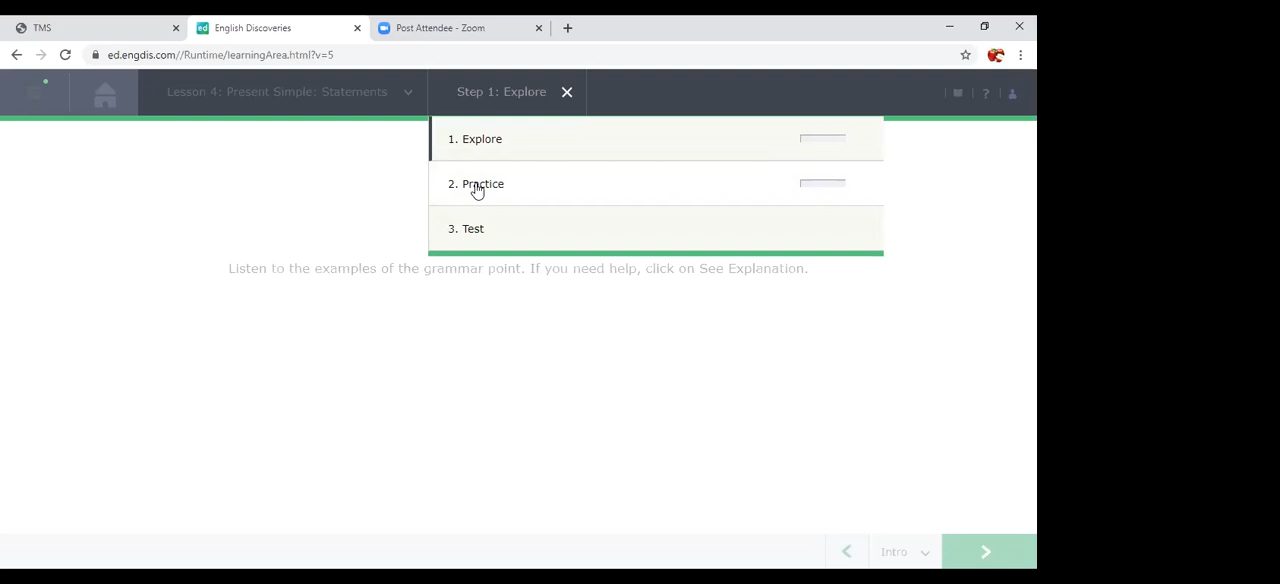 TMS
ed English Discoveries
Post Attendee - Zoom
ed.engdis.com//Runtime/learningArea.html?v=5
Lesson 4: Present Simple: Statements
Step 1: Explore
?
1. Explore
2. Practice
3. Test
Listen to the examples of the grammar point. If you need help, click on See Explanation.
Intro